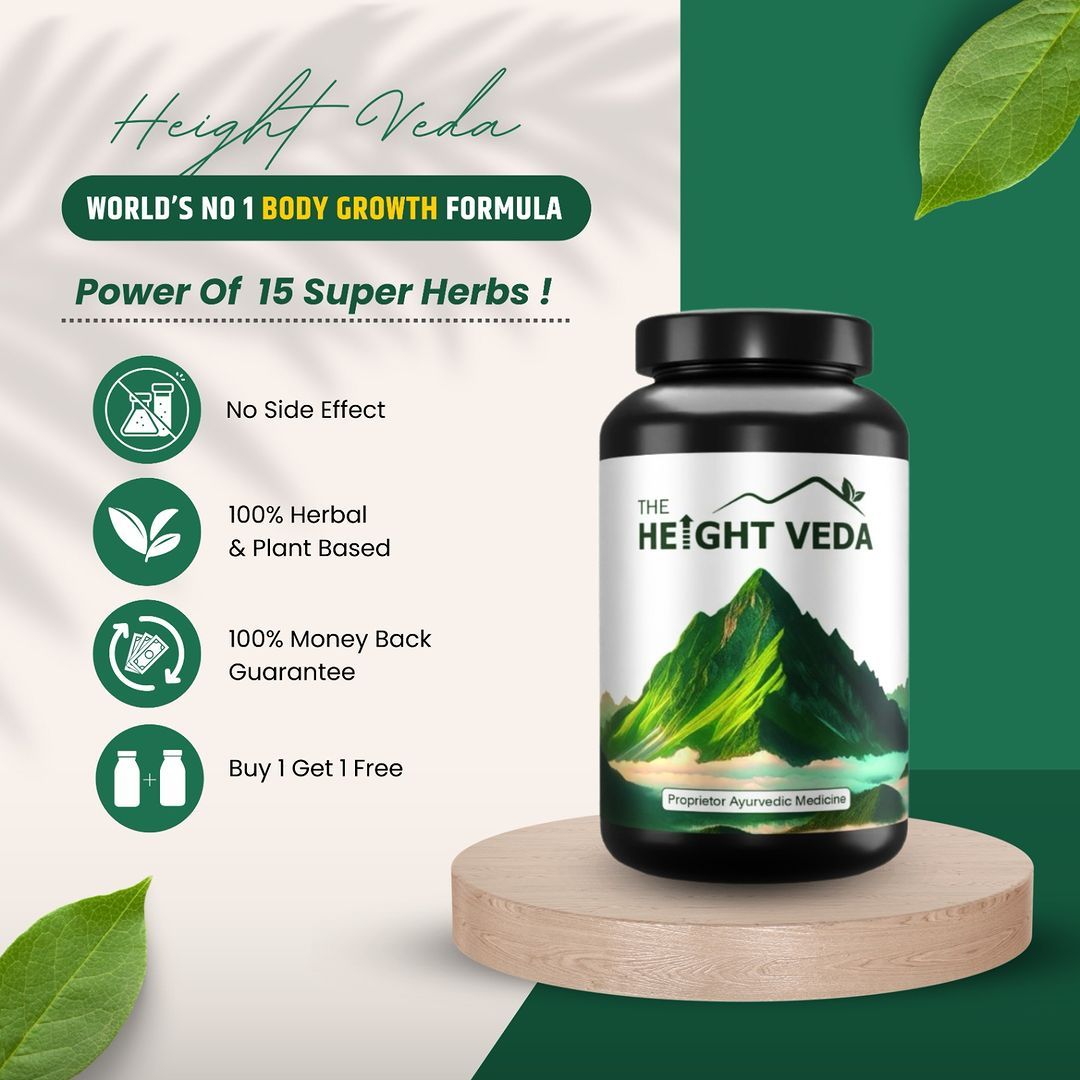 Height Veda
WORLD'S NO 1 BODY GROWTH FORMULA
Power Of 15 Super Herbs !
No Side Effect
100% Herbal
& Plant Based
100% Money Back
Guarantee
Buy 1 Get 1 Free
THE
HEIGHT VEDA
Proprietor Ayurvedic Medicine